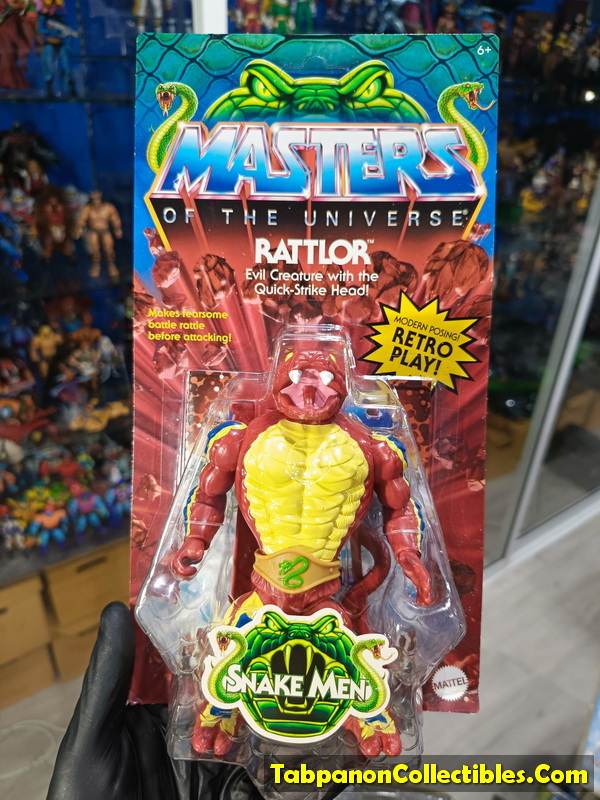 6+
MASTERS
OF THE UNIVERSE®
RATTLOR™
Evil Creature with the
Quick-Strike Head!
Makes fearsome
battle rattle
before attacking!
MODERN POSING!
RETRO
PLAY!
SNAKE MEN
MATTEL
TabpanonCollectibles.Com